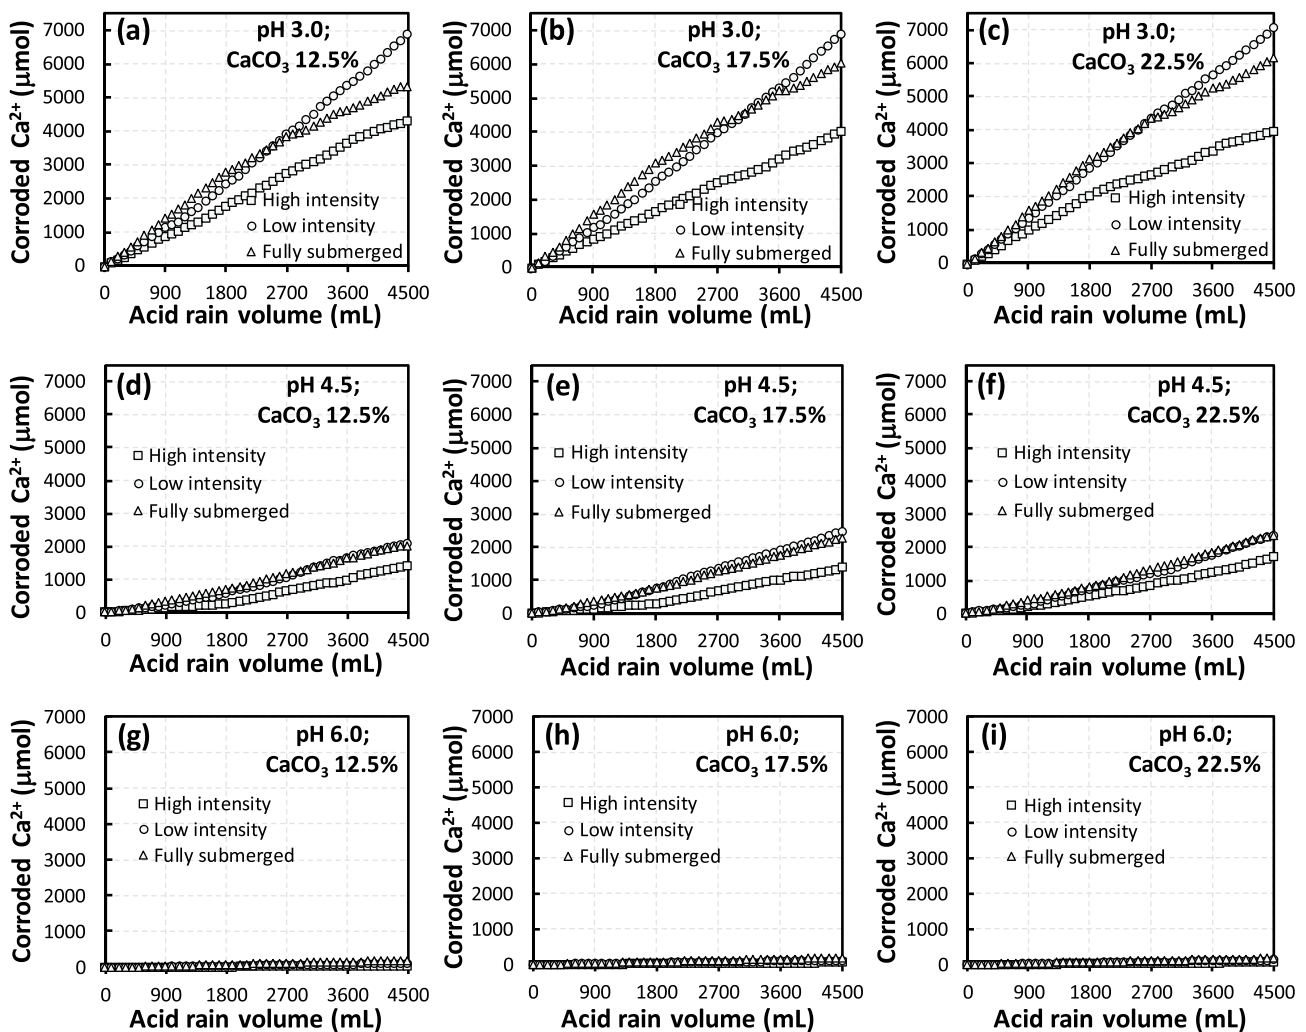 (a)
pH 3.0;
CaCO₃ 12.5%
Corroded Ca²⁺ (μmol)
7000
6000
5000
4000
3000
2000
1000
0
High intensity
Low intensity
Fully submerged
0 900 1800 2700 3600 4500
Acid rain volume (mL)
(b)
pH 3.0;
CaCO₃ 17.5%
Corroded Ca²⁺ (μmol)
7000
6000
5000
4000
3000
2000
1000
0
High intensity
Low intensity
Fully submerged
0 900 1800 2700 3600 4500
Acid rain volume (mL)
(c)
pH 3.0;
CaCO₃ 22.5%
Corroded Ca²⁺ (μmol)
7000
6000
5000
4000
3000
2000
1000
0
High intensity
Low intensity
Fully submerged
0 900 1800 2700 3600 4500
Acid rain volume (mL)
(d)
pH 4.5;
CaCO₃ 12.5%
Corroded Ca²⁺ (μmol)
7000
6000
5000
4000
3000
2000
1000
0
High intensity
Low intensity
Fully submerged
0 900 1800 2700 3600 4500
Acid rain volume (mL)
(e)
pH 4.5;
CaCO₃ 17.5%
Corroded Ca²⁺ (μmol)
7000
6000
5000
4000
3000
2000
1000
0
High intensity
Low intensity
Fully submerged
0 900 1800 2700 3600 4500
Acid rain volume (mL)
(f)
pH 4.5;
CaCO₃ 22.5%
Corroded Ca²⁺ (μmol)
7000
6000
5000
4000
3000
2000
1000
0
High intensity
Low intensity
Fully submerged
0 900 1800 2700 3600 4500
Acid rain volume (mL)
(g)
pH 6.0;
CaCO₃ 12.5%
Corroded Ca²⁺ (μmol)
7000
6000
5000
4000
3000
2000
1000
0
High intensity
Low intensity
Fully submerged
0 900 1800 2700 3600 4500
Acid rain volume (mL)
(h)
pH 6.0;
CaCO₃ 17.5%
Corroded Ca²⁺ (μmol)
7000
6000
5000
4000
3000
2000
1000
0
High intensity
Low intensity
Fully submerged
0 900 1800 2700 3600 4500
Acid rain volume (mL)
(i)
pH 6.0;
CaCO₃ 22.5%
Corroded Ca²⁺ (μmol)
7000
6000
5000
4000
3000
2000
1000
0
High intensity
Low intensity
Fully submerged
0 900 1800 2700 3600 4500
Acid rain volume (mL)